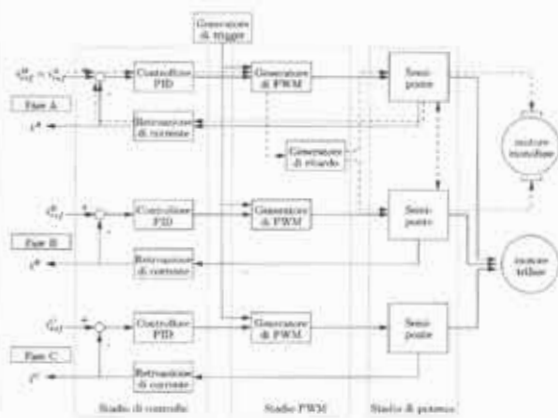 Generatore
di trigger
Controllore
PID
Generatore
di PWM
Semi-
ponte
Fase A
Retroazione
di corrente
Generatore
di ritardo
motore
monofase
Controllore
PID
Generatore
di PWM
Semi-
ponte
Fase B
Retroazione
di corrente
motore
trifase
Controllore
PID
Generatore
di PWM
Semi-
ponte
Fase C
Retroazione
di corrente
Stadio di controllo
Stadio PWM
Stadio di potenza